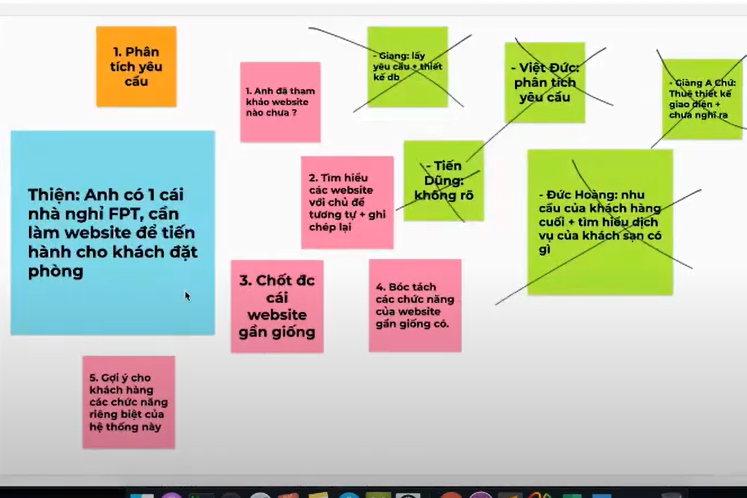 1. Phân
tích yêu
cầu
1. Anh đã tham
khảo website
nào chưa ?
- Giang: lấy
yêu cầu + thiết
kế db
- Việt Đức:
phân tích
yêu cầu
- Giàng A Chứ:
Thuê thiết kế
giao diện +
chưa nghĩ ra
Thiện: Anh có 1 cái
nhà nghỉ FPT, cần
làm website để tiến
hành cho khách đặt
phòng
2. Tìm hiểu
các website
với chủ đề
tương tự + ghi
chép lại
- Tiến
Dũng:
không rõ
- Đức Hoàng: nhu
cầu của khách hàng
cuối + tìm hiểu dịch
vụ của khách sạn có
gì
3. Chốt đc
cái
website
gần giống
4. Bóc tách
các chức năng
của website
gần giống có.
5. Gợi ý cho
khách hàng
các chức năng
riêng biệt của
hệ thống này